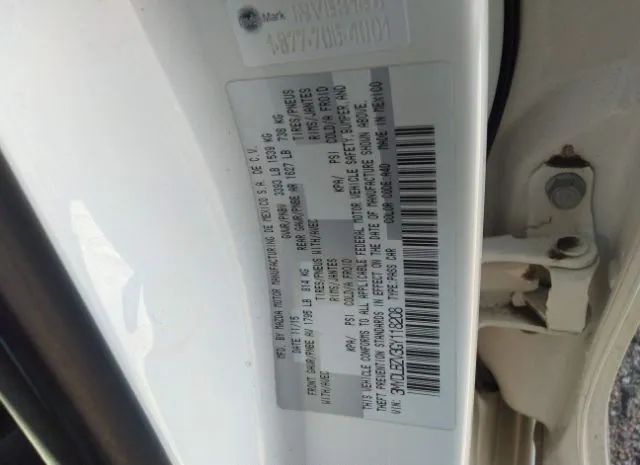 Mark
MFD. BY MAZDA MOTOR MANUFACTURING DE MEXICO S.A. DE C.V.
DATE 11/15 GVWR/PNBV 3393 LB 1539 KG
FRONT GAWR/PNBE AV 1795 LB 814 KG REAR GAWR/PNBE AR 1627 LB 738 KG
WITH/AVEC TIRES/PNEUS WITH/AVEC TIRES/PNEUS
RIMS/JANTES RIMS/JANTES
KPA/ PSI COLD/A FROID KPA/ PSI COLD/A FROID
THIS VEHICLE CONFORMS TO ALL APPLICABLE FEDERAL MOTOR VEHICLE SAFETY, BUMPER, AND
THEFT PREVENTION STANDARDS IN EFFECT ON THE DATE OF MANUFACTURE SHOWN ABOVE.
MADE IN MEXICO
TYPE:PASS CAR COLOR CODE:A4D
VIN: